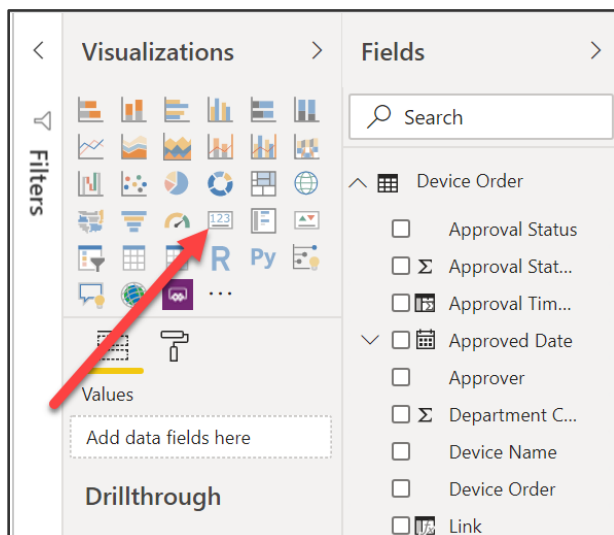 Visualizations
Fields
Filters
Search
123
R
Py
Device Order
Approval Status
Approval Stat...
Approval Tim...
Approved Date
Approver
Department C...
Device Name
Device Order
Link
Values
Add data fields here
Drillthrough